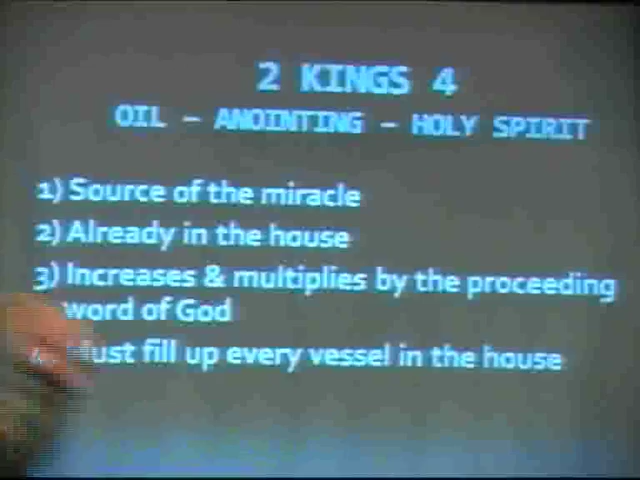 2 KINGS 4
OIL – ANOINTING – HOLY SPIRIT
1) Source of the miracle
2) Already in the house
3) Increases & multiplies by the proceeding
word of God
Must fill up every vessel in the house